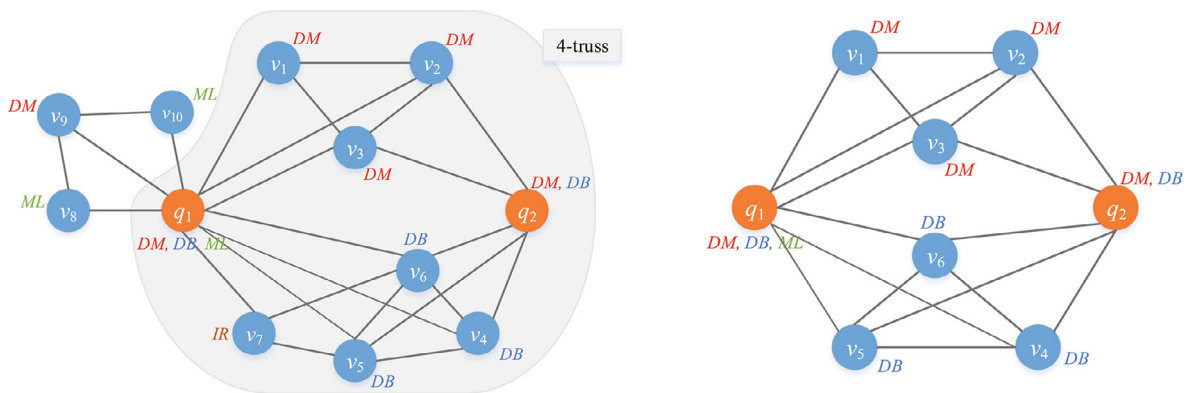 DM
DM
4-truss
v1
v2
ML
DM
v9
v10
v3
DM
DM, DB
ML
v8
q1
q2
DM, DB ML
DB
v6
IR
v7
v4
v5
DB
DB
DM
DM
v1
v2
v3
DM
DM, DB
q1
q2
DM, DB, ML
DB
v6
v5
v4
DB
DB